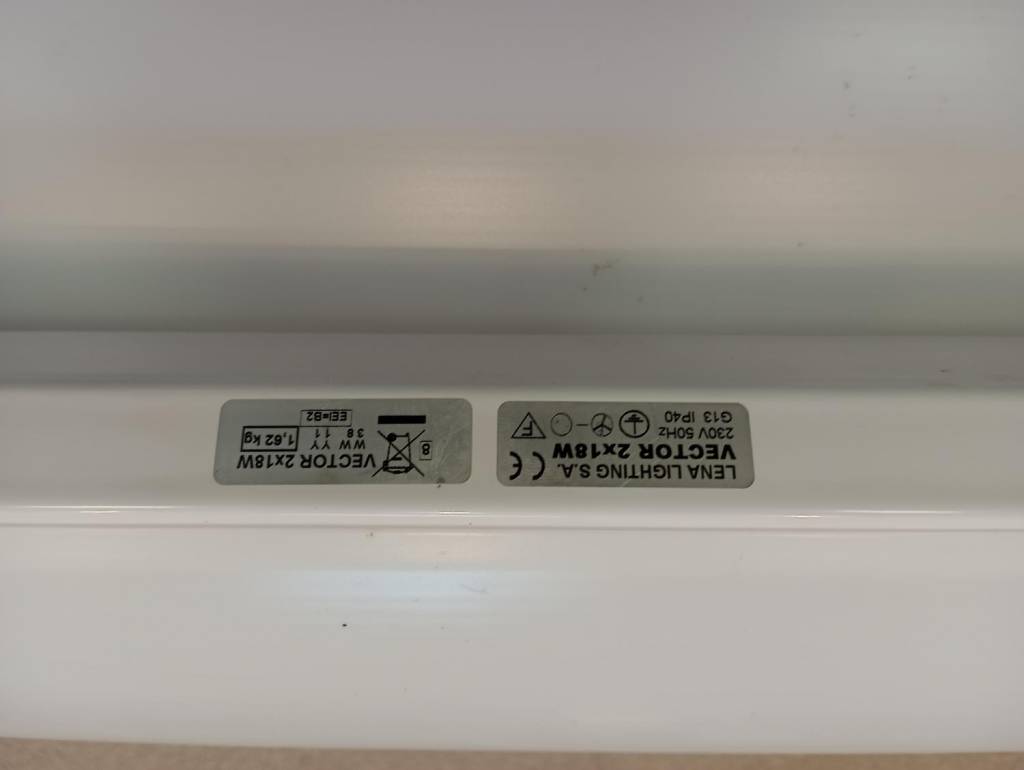 LENA LIGHTING S.A.
VECTOR 2x18W
230V 50Hz
G13 IP40
F
CE
8
VECTOR 2x18W
WW YY
38 11
1,62 kg
EEI=B2